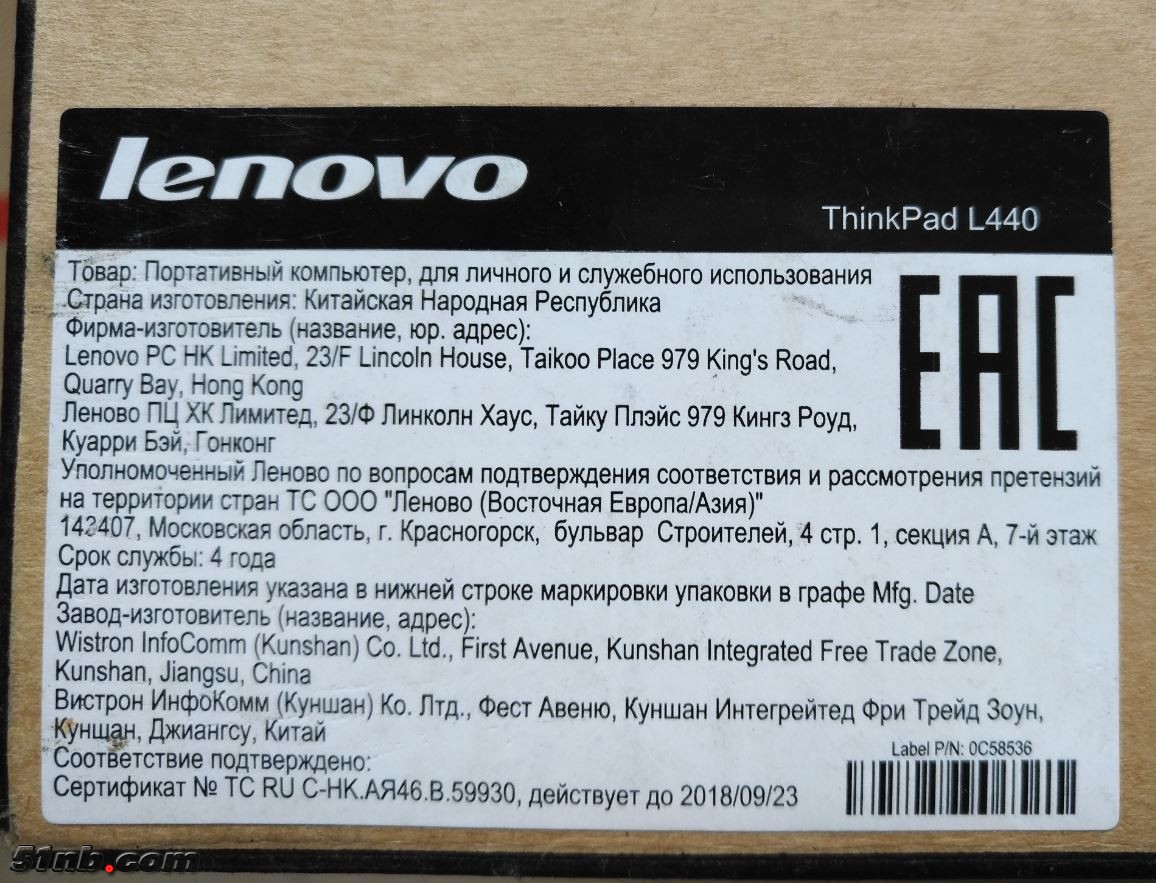 lenovo
ThinkPad L440
Товар: Портативный компьютер, для личного и служебного использования
Страна изготовления: Китайская Народная Республика
Фирма-изготовитель (название, юр. адрес):
Lenovo PC HK Limited, 23/F Lincoln House, Taikoo Place 979 King's Road,
Quarry Bay, Hong Kong
Леново ПЦ ХК Лимитед, 23/Ф Линколн Хаус, Тайку Плэйс 979 Кингз Роуд,
Куарри Бэй, Гонконг
EAC
Уполномоченный Леново по вопросам подтверждения соответствия и рассмотрения претензий
на территории стран ТС ООО "Леново (Восточная Европа/Азия)"
143407, Московская область, г. Красногорск, бульвар Строителей, 4 стр. 1, секция А, 7-й этаж
Срок службы: 4 года
Дата изготовления указана в нижней строке маркировки упаковки в графе Mfg. Date
Завод-изготовитель (название, адрес):
Wistron InfoComm (Kunshan) Co. Ltd., First Avenue, Kunshan Integrated Free Trade Zone,
Kunshan, Jiangsu, China
Вистрон ИнфоКомм (Куншан) Ко. Лтд., Фест Авеню, Куншан Интегрейтед Фри Трейд Зоун,
Куншан, Джиангсу, Китай
Соответствие подтверждено:
Сертификат № ТС RU C-HK.АЯ46.В.59930, действует до 2018/09/23
Label P/N: 0C58536
51nb.com